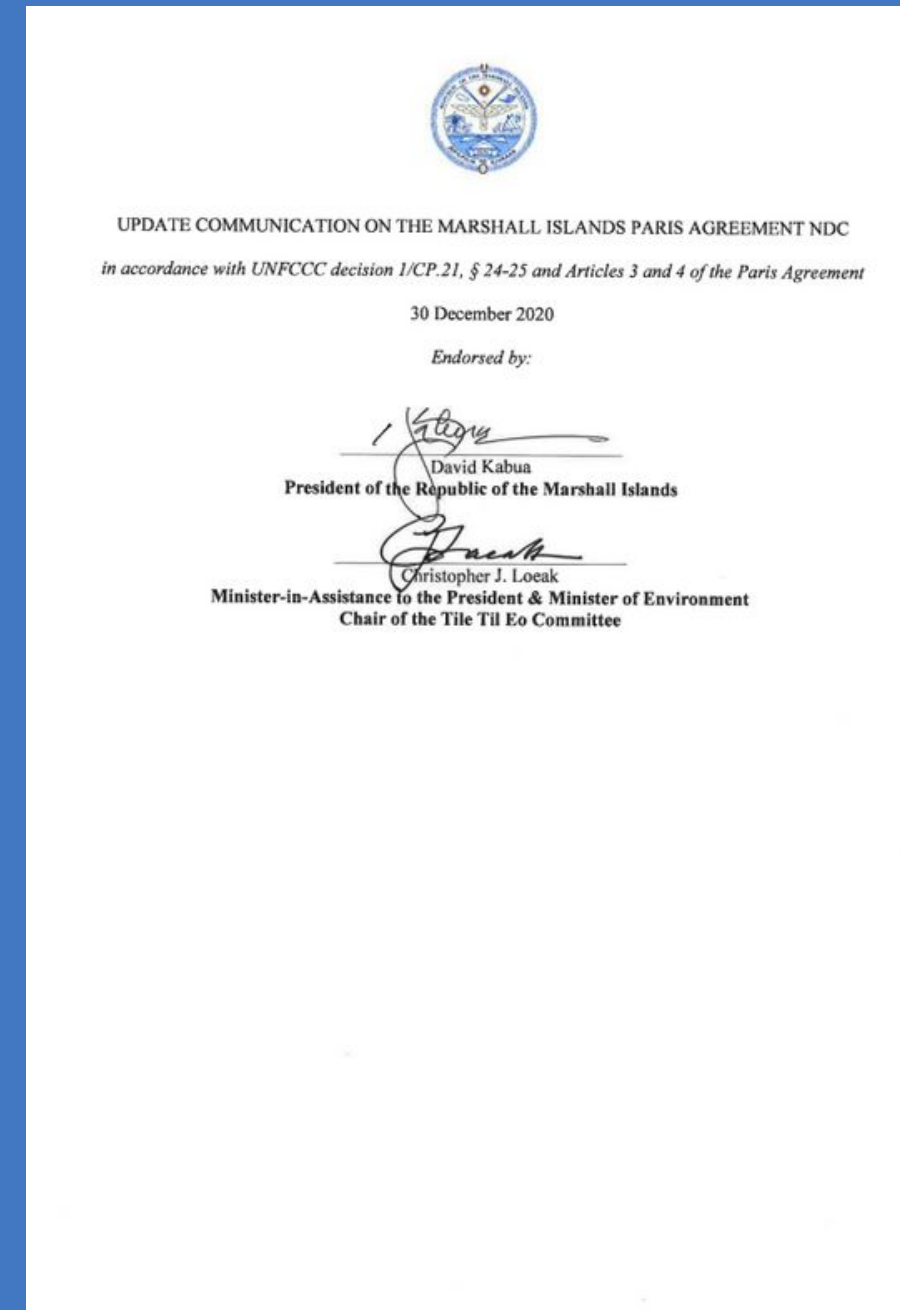 UPDATE COMMUNICATION ON THE MARSHALL ISLANDS PARIS AGREEMENT NDC
in accordance with UNFCCC decision 1/CP.21, § 24-25 and Articles 3 and 4 of the Paris Agreement
30 December 2020
Endorsed by:
David Kabua
President of the Republic of the Marshall Islands
Christopher J. Loeak
Minister-in-Assistance to the President & Minister of Environment
Chair of the Tile Til Eo Committee